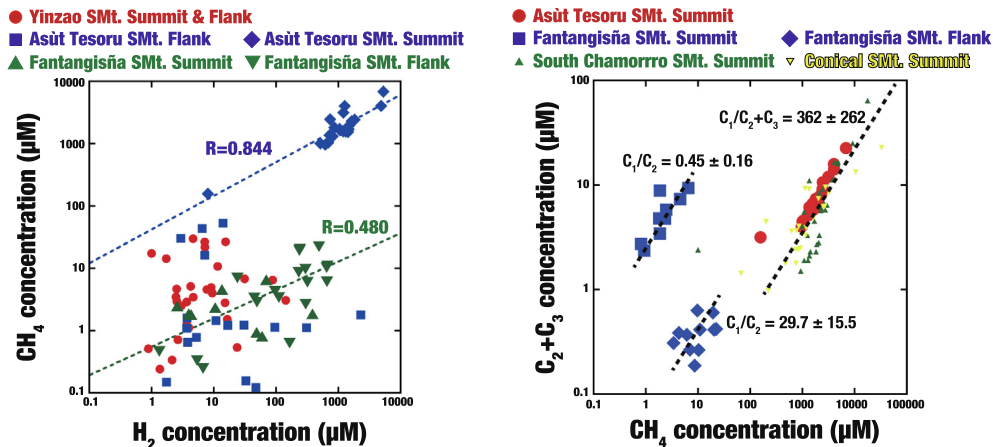 Yinzao SMt. Summit & Flank
Asùt Tesoru SMt. Flank
Asùt Tesoru SMt. Summit
Fantangisña SMt. Summit
Fantangisña SMt. Flank
10000
1000
100
10
1
0.1
CH4 concentration (µM)
R=0.844
R=0.480
0.1
1
10
100
1000
10000
H2 concentration (µM)
Asùt Tesoru SMt. Summit
Fantangisña SMt. Summit
Fantangisña SMt. Flank
South Chamorrro SMt. Summit
Conical SMt. Summit
100
10
1
0.1
C2+C3 concentration (µM)
C1/C2+C3 = 362 ± 262
C1/C2 = 0.45 ± 0.16
C1/C2 = 29.7 ± 15.5
0.1
1
10
100
1000
10000
100000
CH4 concentration (µM)